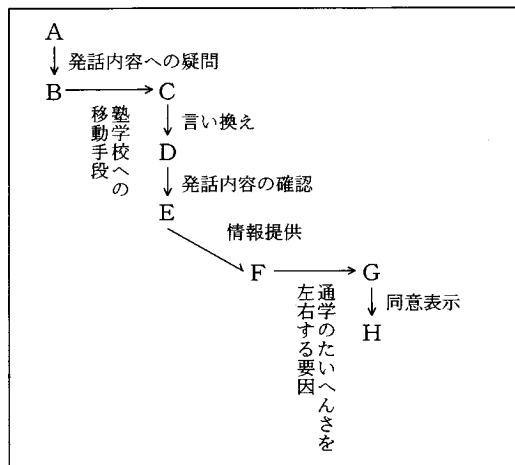 A
発話内容への疑問
B
C
塾学校への
移動手段
言い換え
D
発話内容の確認
E
情報提供
F
G
通学のたいへんさを
左右する要因
同意表示
H